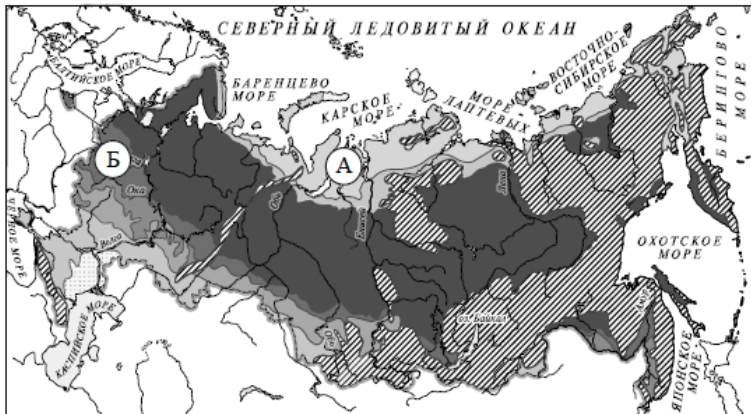 СЕВЕРНЫЙ ЛЕДОВИТЫЙ ОКЕАН
БАЛТИЙСКОЕ МОРЕ
БАРЕНЦЕВО
МОРЕ
КАРСКОЕ МОРЕ
МОРЕ
ЛАПТЕВЫХ
ВОСТОЧНО-
СИБИРСКОЕ
МОРЕ
БЕРИНГОВО
МОРЕ
А
Б
Ока
Волга
Обь
Енисей
Лена
ЧЕРНОЕ МОРЕ
КАСПИЙСКОЕ МОРЕ
оз. Байкал
Амур
ОХОТСКОЕ
МОРЕ
ЯПОНСКОЕ
МОРЕ